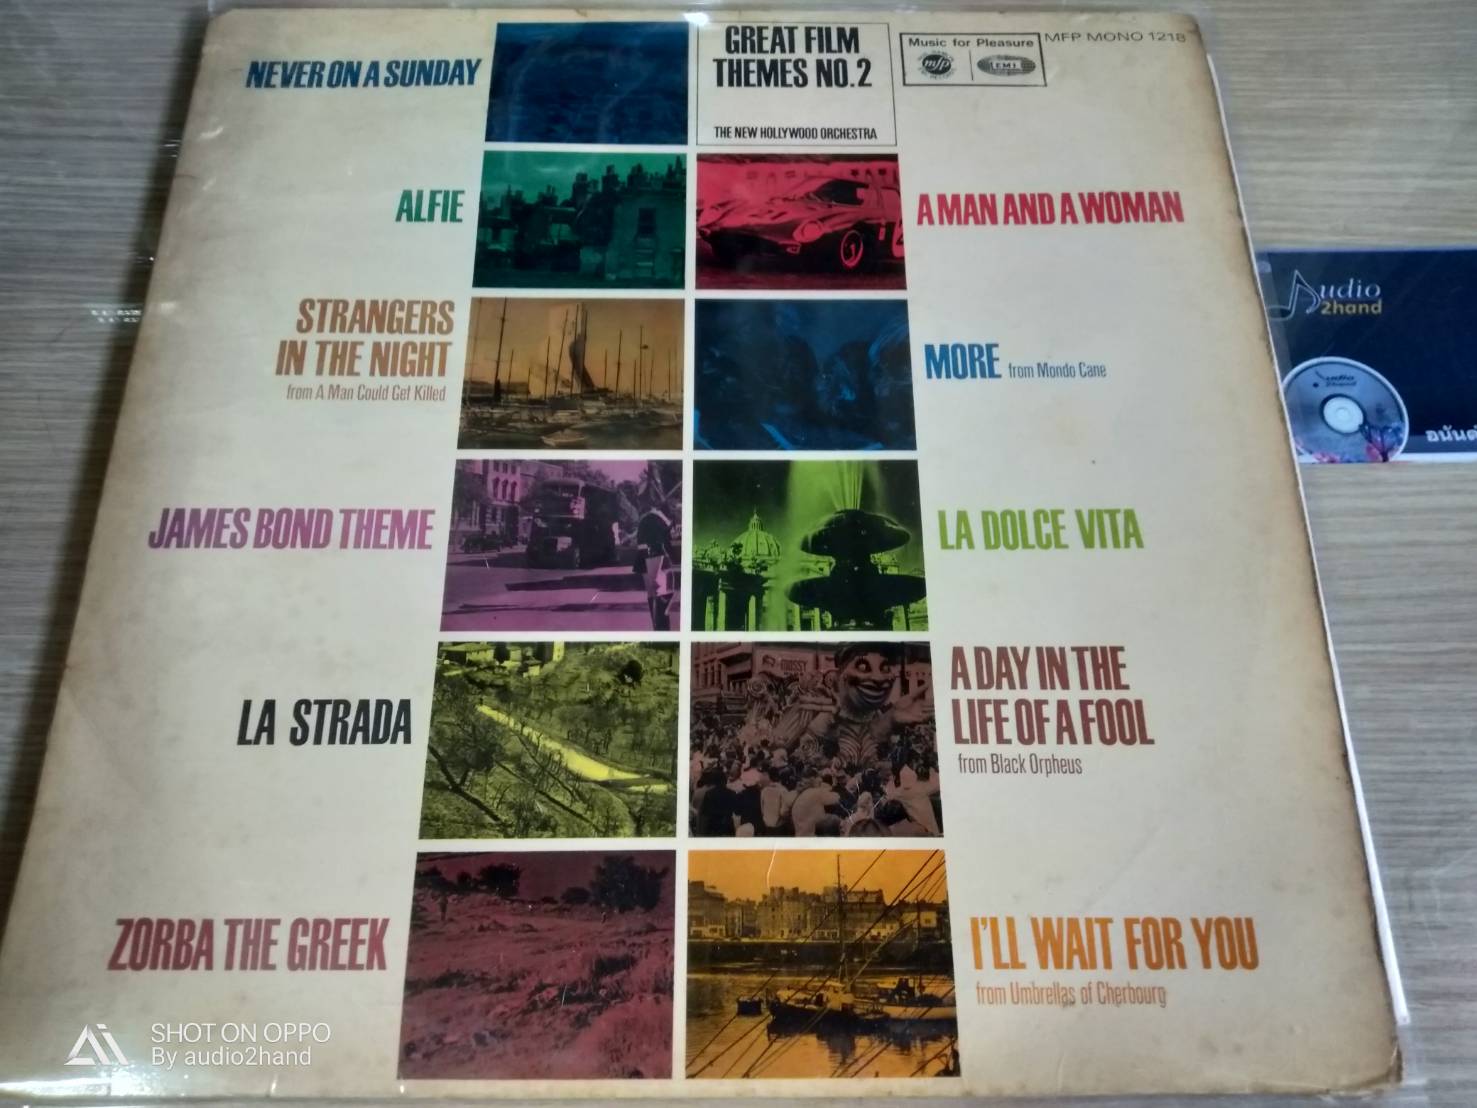 GREAT FILM
THEMES NO.2
THE NEW HOLLYWOOD ORCHESTRA
Music for Pleasure
mfp
EMI
MFP MONO 1218
NEVER ON A SUNDAY
ALFIE
A MAN AND A WOMAN
STRANGERS
IN THE NIGHT
from A Man Could Get Killed
MORE from Mondo Cane
JAMES BOND THEME
LA DOLCE VITA
LA STRADA
A DAY IN THE
LIFE OF A FOOL
from Black Orpheus
ZORBA THE GREEK
I'LL WAIT FOR YOU
from Umbrellas of Cherbourg
Audio
2hand
SHOT ON OPPO
By audio2hand